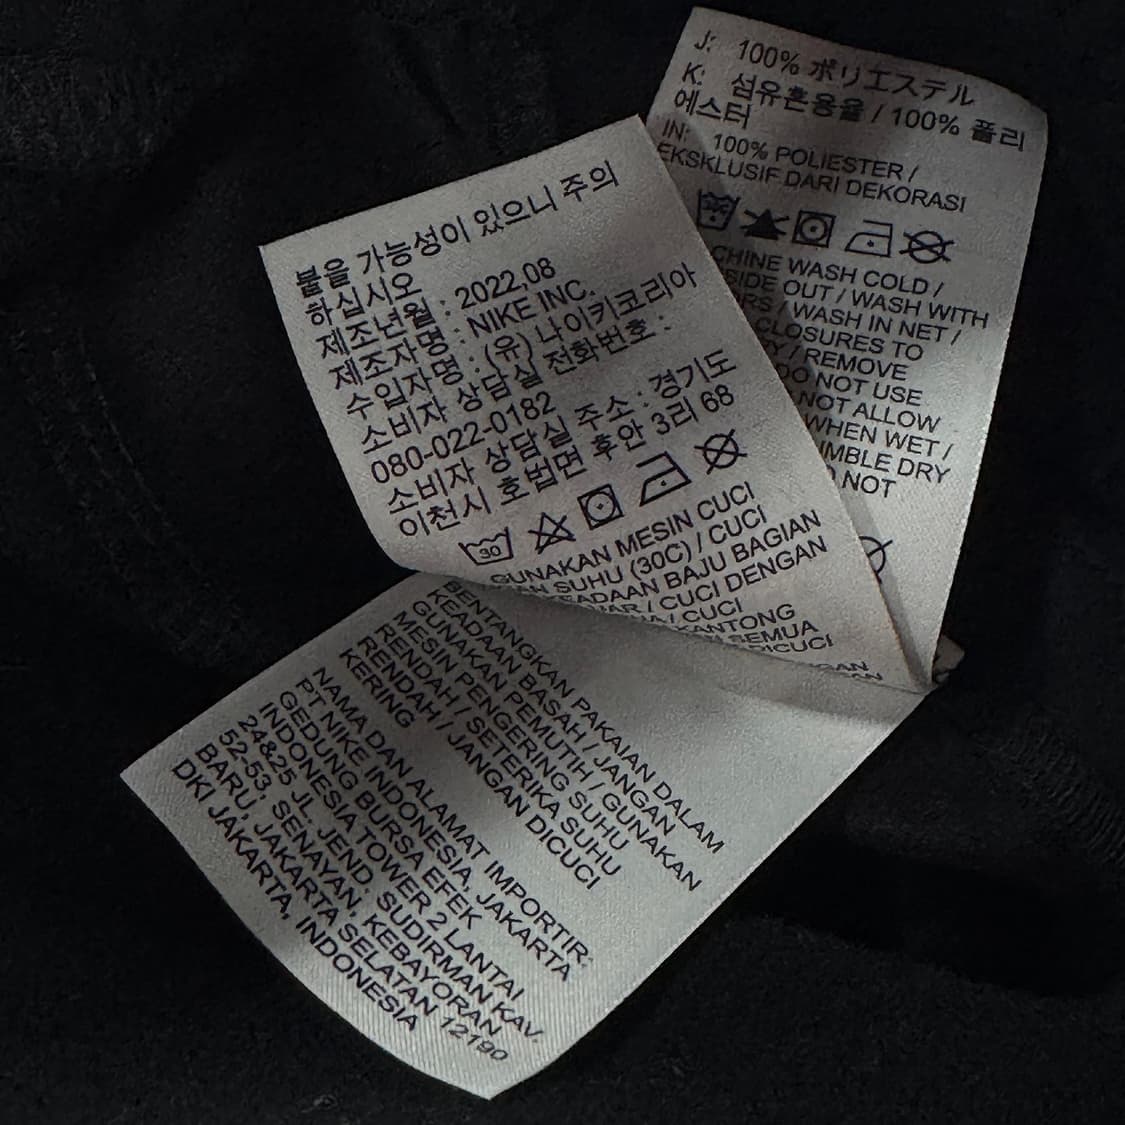 J: 100% ポリエステル
K: 섬유혼용율 / 100% 폴리
에스터
IN: 100% POLIESTER /
EKSKLUSIF DARI DEKORASI
WASH COLD /
OUT / WASH WITH
/ WASH IN NET /
CLOSURES TO
/ REMOVE
DO NOT USE
NOT ALLOW
WHEN WET /
DRY
NOT
붙을 가능성이 있으니 주의
하십시오
제조년월 : 2022,08
제조자명 : NIKE INC.
수입자명 : (유) 나이키코리아
소비자 상담실 전화번호 :
080-022-0182
소비자 상담실 주소 : 경기도
이천시 호법면 후안 3리 68
30
GUNAKAN MESIN CUCI
SUHU (30C) / CUCI
BAJU BAGIAN
/ CUCI DENGAN
/ CUCI
KANTONG
SEMUA
DICUCI
BENTANGKAN PAKAIAN DALAM
KEADAAN BASAH / JANGAN
GUNAKAN PEMUTIH / GUNAKAN
MESIN PENGERING SUHU
RENDAH / SETERIKA SUHU
RENDAH / JANGAN DICUCI
KERING
NAMA DAN ALAMAT IMPORTIR:
PT NIKE INDONESIA, JAKARTA
GEDUNG BURSA EFEK
INDONESIA TOWER 2 LANTAI
24&25 JL. JEND. SUDIRMAN KAV.
52-53, SENAYAN, KEBAYORAN
BARU, JAKARTA SELATAN 12190
DKI JAKARTA, INDONESIA